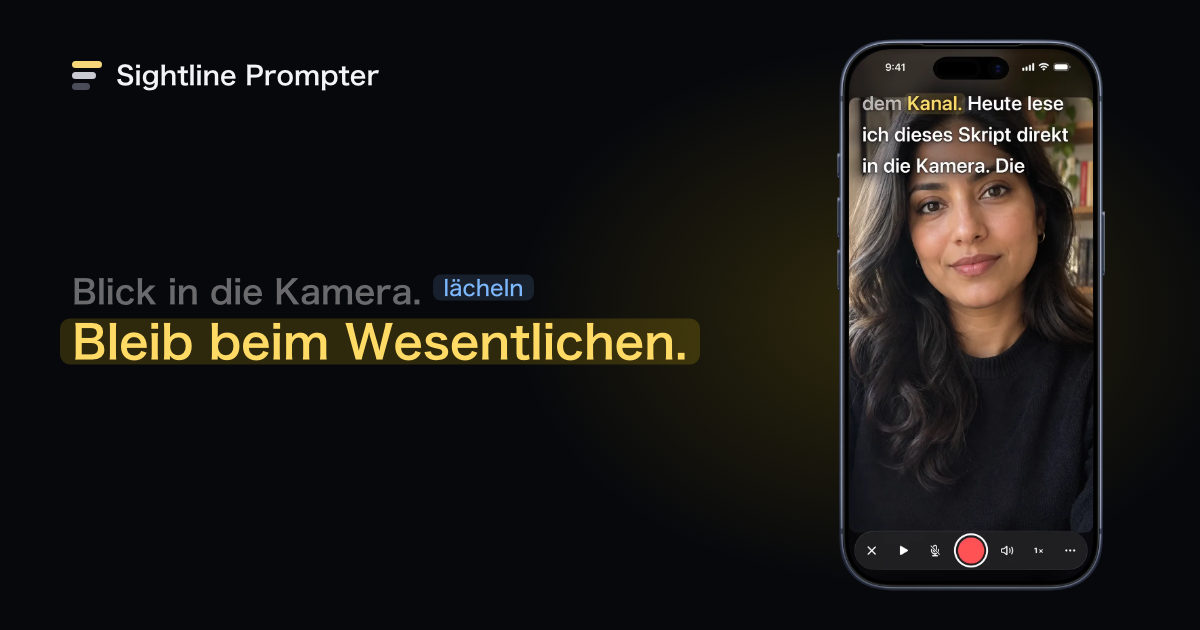 Sightline Prompter
Blick in die Kamera. lächeln
Bleib beim Wesentlichen.
9:41
dem Kanal. Heute lese
ich dieses Skript direkt
in die Kamera. Die
1×